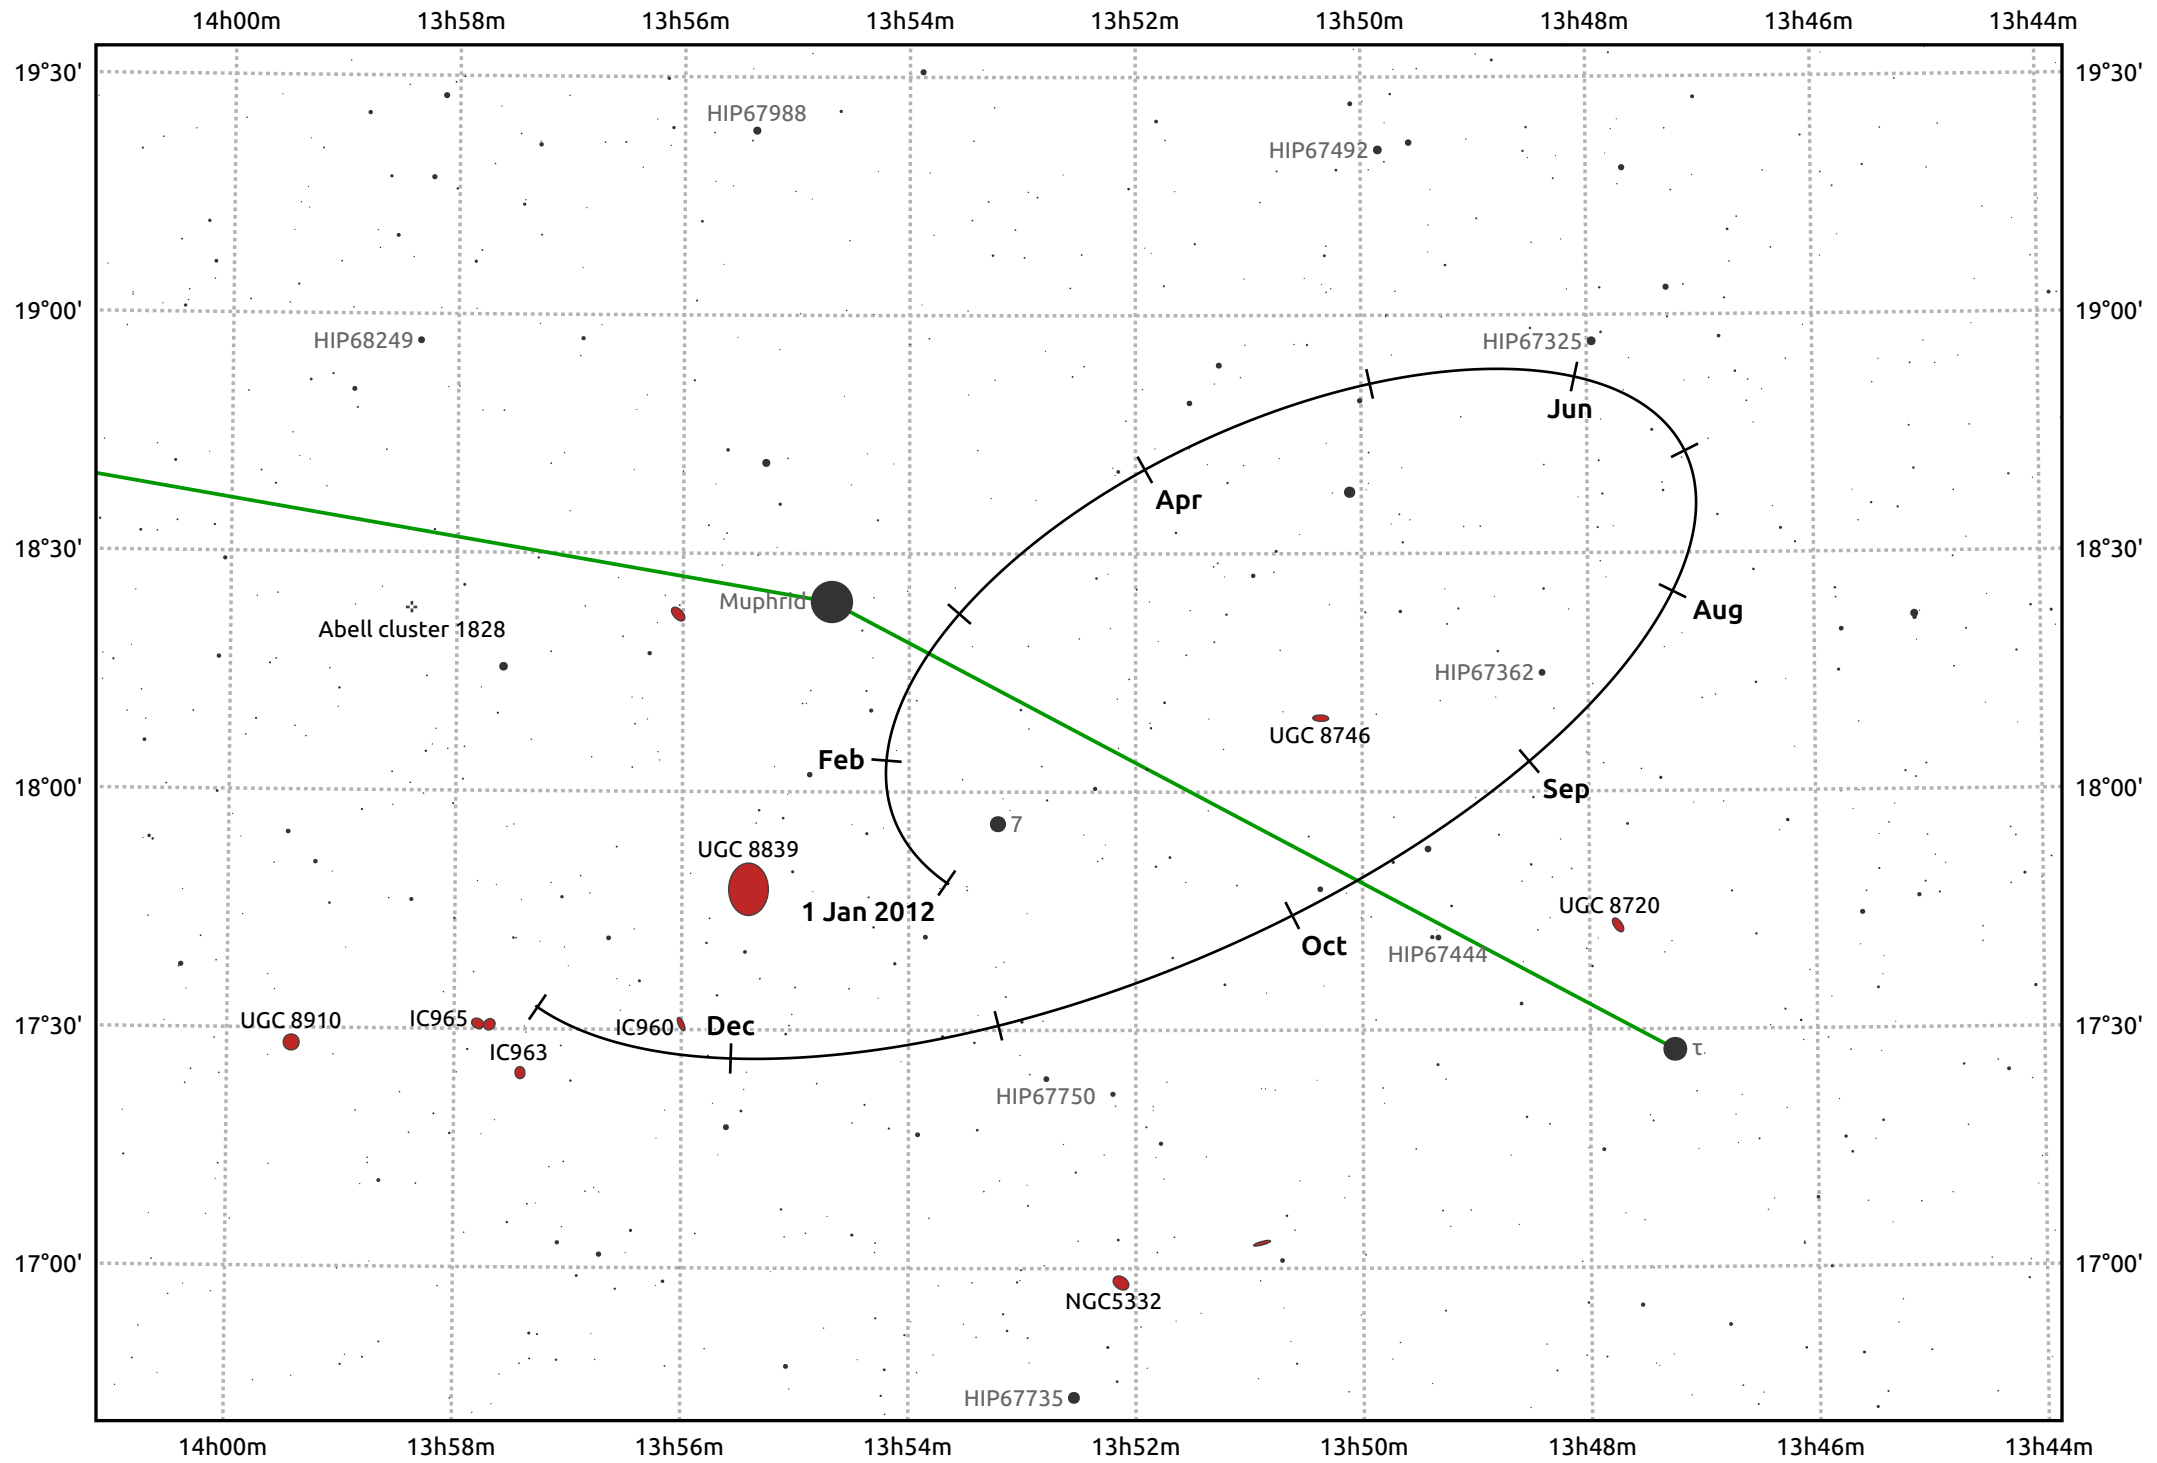 14h00m 13h58m 13h56m 13h54m 13h52m 13h50m 13h48m 13h46m 13h44m
19°30' 19°30'
HIP67988
HIP67492
19°00' 19°00'
HIP68249 HIP67325
Jun
Apr
18°30' 18°30'
Muphrid
Aug
Abell cluster 1828
HIP67362
UGC 8746
Feb
18°00' Sep 18°00'
7
UGC 8839
1 Jan 2012 UGC 8720
Oct
HIP67444
UGC 8910 IC965 IC960 Dec
17°30' 17°30'
IC963 τ
HIP67750
17°00' 17°00'
NGC5332
HIP67735
14h00m 13h58m 13h56m 13h54m 13h52m 13h50m 13h48m 13h46m 13h44m